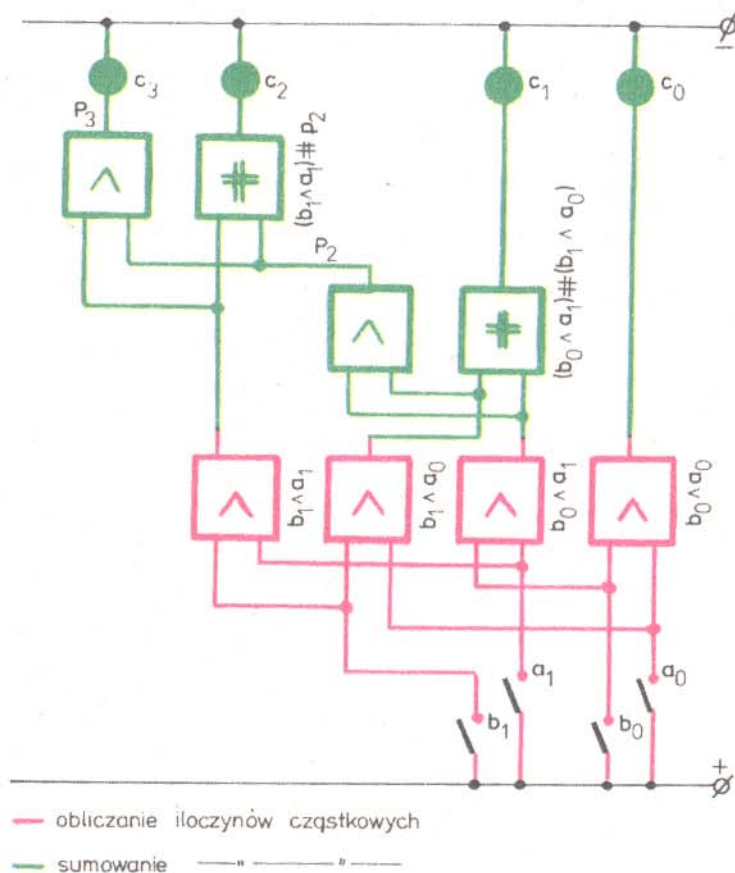 −
c₃ c₂ c₁ c₀
P₃
∧ # (b₁∧a₁)#P₂
P₂
∧ # (b₀∧a₁)#(b₁∧a₀)
∧ b₁∧a₁ ∧ b₁∧a₀ ∧ b₀∧a₁ ∧ b₀∧a₀
a₁ a₀
b₁ b₀
+
obliczanie iloczynów cząstkowych
sumowanie —"— —"—